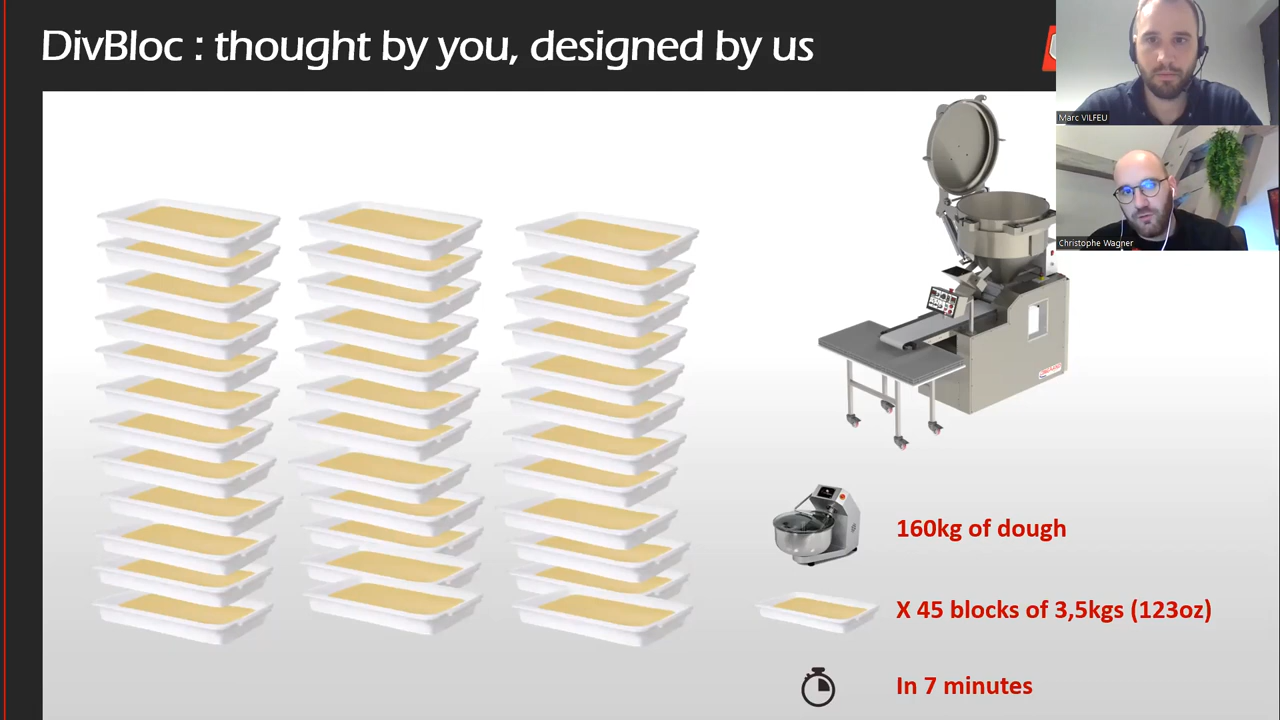 DivBloc : thought by you, designed by us
Marc VILFEU
Christophe Wagner
160kg of dough
X 45 blocks of 3,5kgs (123oz)
In 7 minutes